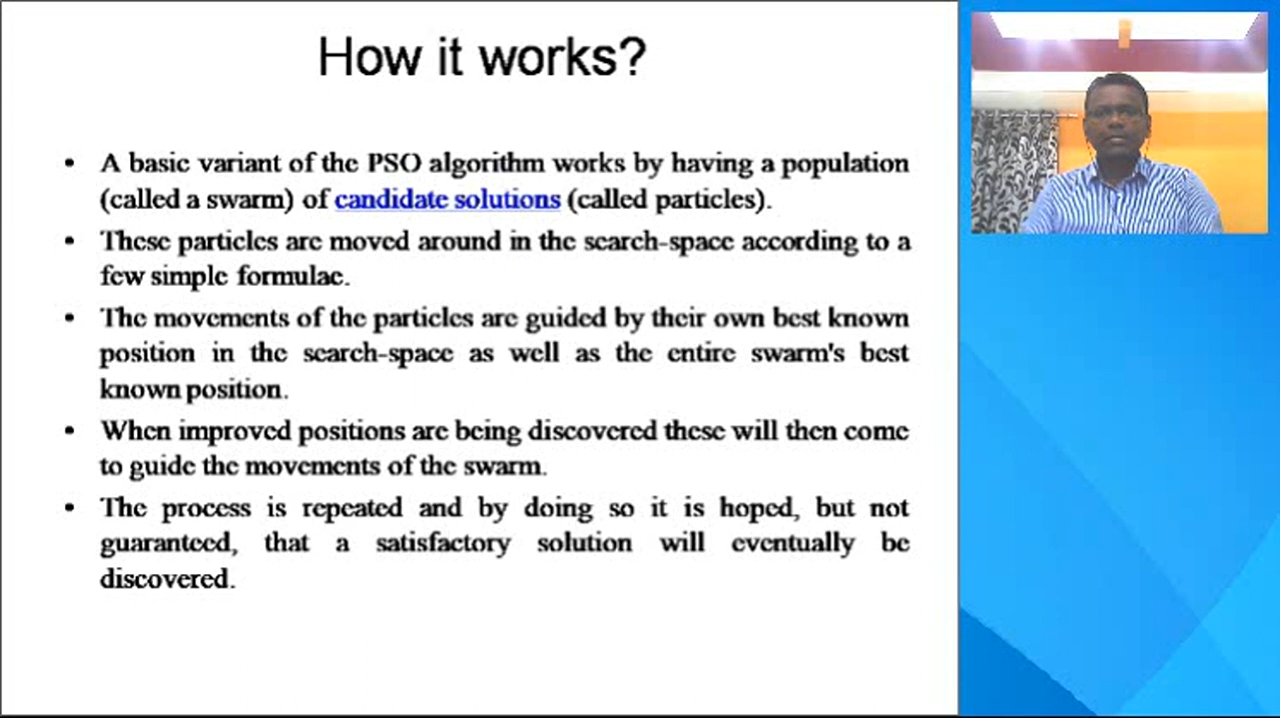 How it works?
• A basic variant of the PSO algorithm works by having a population
(called a swarm) of candidate solutions (called particles).
• These particles are moved around in the search-space according to a
few simple formulae.
• The movements of the particles are guided by their own best known
position in the search-space as well as the entire swarm's best
known position.
• When improved positions are being discovered these will then come
to guide the movements of the swarm.
• The process is repeated and by doing so it is hoped, but not
guaranteed, that a satisfactory solution will eventually be
discovered.